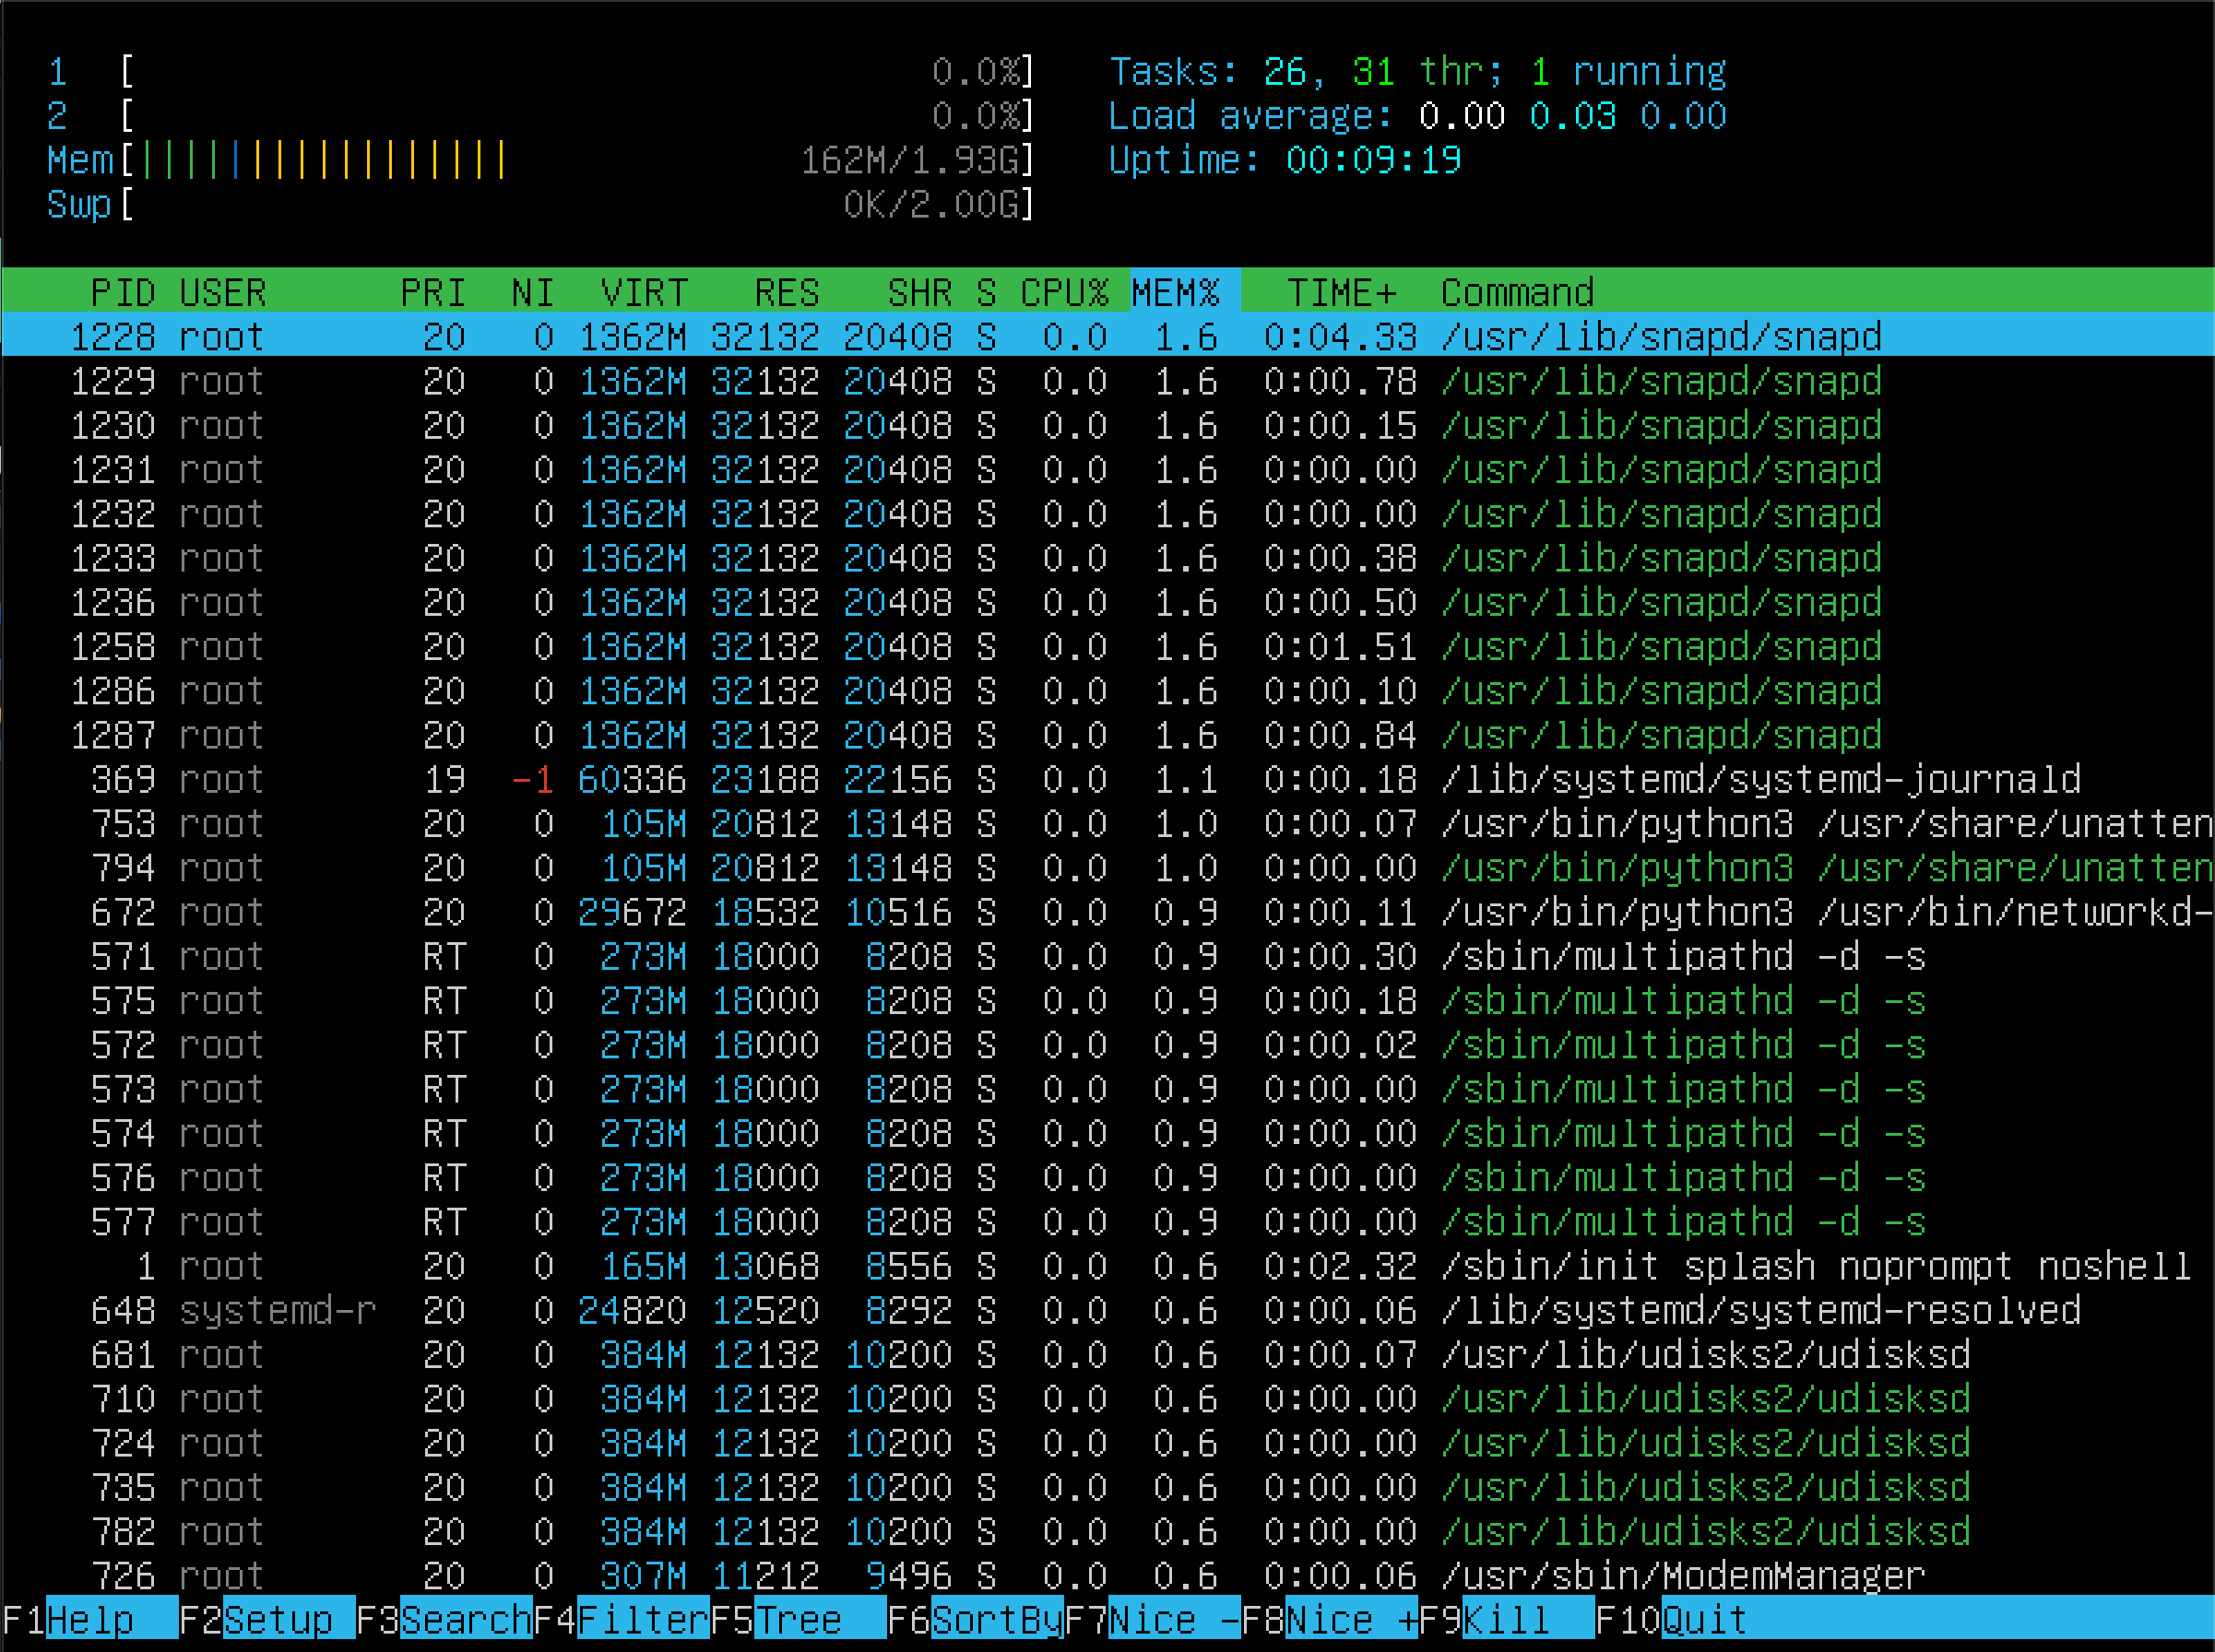 1  [ 0.0%] Tasks: 26, 31 thr; 1 running
2  [ 0.0%] Load average: 0.00 0.03 0.00
Mem[||||||||||||||||| 162M/1.93G] Uptime: 00:09:19
Swp[ 0K/2.00G]
PID USER PRI NI VIRT RES SHR S CPU% MEM% TIME+ Command
1228 root 20 0 1362M 32132 20408 S 0.0 1.6 0:04.33 /usr/lib/snapd/snapd
1229 root 20 0 1362M 32132 20408 S 0.0 1.6 0:00.78 /usr/lib/snapd/snapd
1230 root 20 0 1362M 32132 20408 S 0.0 1.6 0:00.15 /usr/lib/snapd/snapd
1231 root 20 0 1362M 32132 20408 S 0.0 1.6 0:00.00 /usr/lib/snapd/snapd
1232 root 20 0 1362M 32132 20408 S 0.0 1.6 0:00.00 /usr/lib/snapd/snapd
1233 root 20 0 1362M 32132 20408 S 0.0 1.6 0:00.38 /usr/lib/snapd/snapd
1236 root 20 0 1362M 32132 20408 S 0.0 1.6 0:00.50 /usr/lib/snapd/snapd
1258 root 20 0 1362M 32132 20408 S 0.0 1.6 0:01.51 /usr/lib/snapd/snapd
1286 root 20 0 1362M 32132 20408 S 0.0 1.6 0:00.10 /usr/lib/snapd/snapd
1287 root 20 0 1362M 32132 20408 S 0.0 1.6 0:00.84 /usr/lib/snapd/snapd
369 root 19 -1 60336 23188 22156 S 0.0 1.1 0:00.18 /lib/systemd/systemd-journald
753 root 20 0 105M 20812 13148 S 0.0 1.0 0:00.07 /usr/bin/python3 /usr/share/unatten
794 root 20 0 105M 20812 13148 S 0.0 1.0 0:00.00 /usr/bin/python3 /usr/share/unatten
672 root 20 0 29672 18532 10516 S 0.0 0.9 0:00.11 /usr/bin/python3 /usr/bin/networkd-
571 root RT 0 273M 18000 8208 S 0.0 0.9 0:00.30 /sbin/multipathd -d -s
575 root RT 0 273M 18000 8208 S 0.0 0.9 0:00.18 /sbin/multipathd -d -s
572 root RT 0 273M 18000 8208 S 0.0 0.9 0:00.02 /sbin/multipathd -d -s
573 root RT 0 273M 18000 8208 S 0.0 0.9 0:00.00 /sbin/multipathd -d -s
574 root RT 0 273M 18000 8208 S 0.0 0.9 0:00.00 /sbin/multipathd -d -s
576 root RT 0 273M 18000 8208 S 0.0 0.9 0:00.00 /sbin/multipathd -d -s
577 root RT 0 273M 18000 8208 S 0.0 0.9 0:00.00 /sbin/multipathd -d -s
1 root 20 0 165M 13068 8556 S 0.0 0.6 0:02.32 /sbin/init splash noprompt noshell
648 systemd-r 20 0 24820 12520 8292 S 0.0 0.6 0:00.06 /lib/systemd/systemd-resolved
681 root 20 0 384M 12132 10200 S 0.0 0.6 0:00.07 /usr/lib/udisks2/udisksd
710 root 20 0 384M 12132 10200 S 0.0 0.6 0:00.00 /usr/lib/udisks2/udisksd
724 root 20 0 384M 12132 10200 S 0.0 0.6 0:00.00 /usr/lib/udisks2/udisksd
735 root 20 0 384M 12132 10200 S 0.0 0.6 0:00.00 /usr/lib/udisks2/udisksd
782 root 20 0 384M 12132 10200 S 0.0 0.6 0:00.00 /usr/lib/udisks2/udisksd
726 root 20 0 307M 11212 9496 S 0.0 0.6 0:00.06 /usr/sbin/ModemManager
F1Help F2Setup F3SearchF4FilterF5Tree F6SortByF7Nice -F8Nice +F9Kill F10Quit